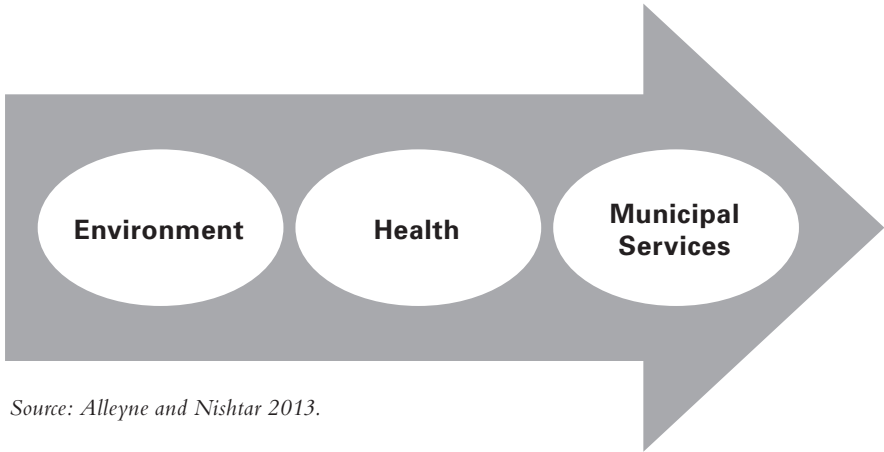 Environment
Health
Municipal
Services
Source: Alleyne and Nishtar 2013.